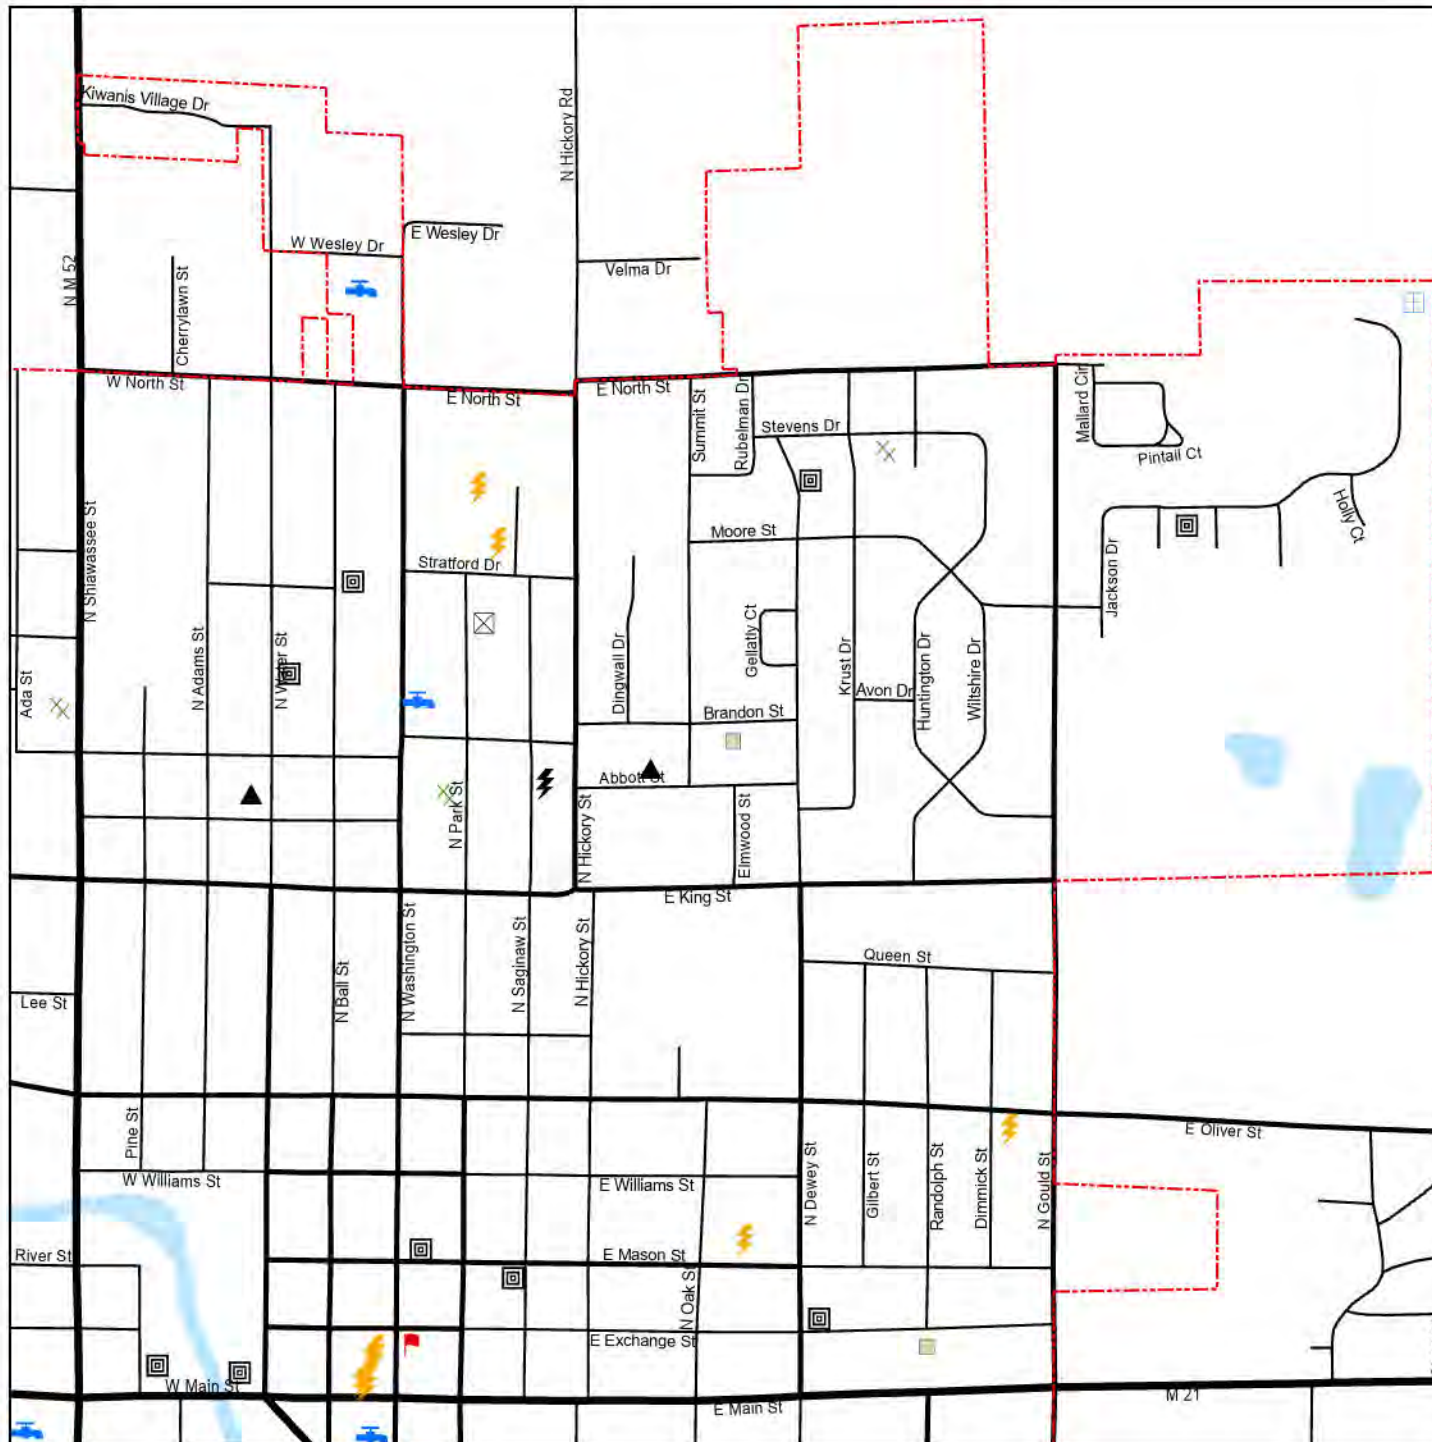 Kiwanis Village Dr
N Hickory Rd
W Wesley Dr
E Wesley Dr
Velma Dr
N M 52
Cherrylawn St
W North St
E North St
E North St
Summit St
Rubelman Dr
Stevens Dr
Mallard Cir
Pintail Ct
Holly Ct
N Shiawassee St
Moore St
Stratford Dr
Jackson Dr
Ada St
N Adams St
N Water St
Dingwall Dr
Gellatly Ct
Krust Dr
Avon Dr
Huntington Dr
Wiltshire Dr
Brandon St
Abbott St
N Park St
N Hickory St
Elmwood St
E King St
N Ball St
N Washington St
N Saginaw St
N Hickory St
Queen St
Lee St
Pine St
E Oliver St
W Williams St
E Williams St
N Dewey St
Gilbert St
Randolph St
Dimmick St
N Gould St
River St
E Mason St
N Oak St
E Exchange St
W Main St
E Main St
M 21